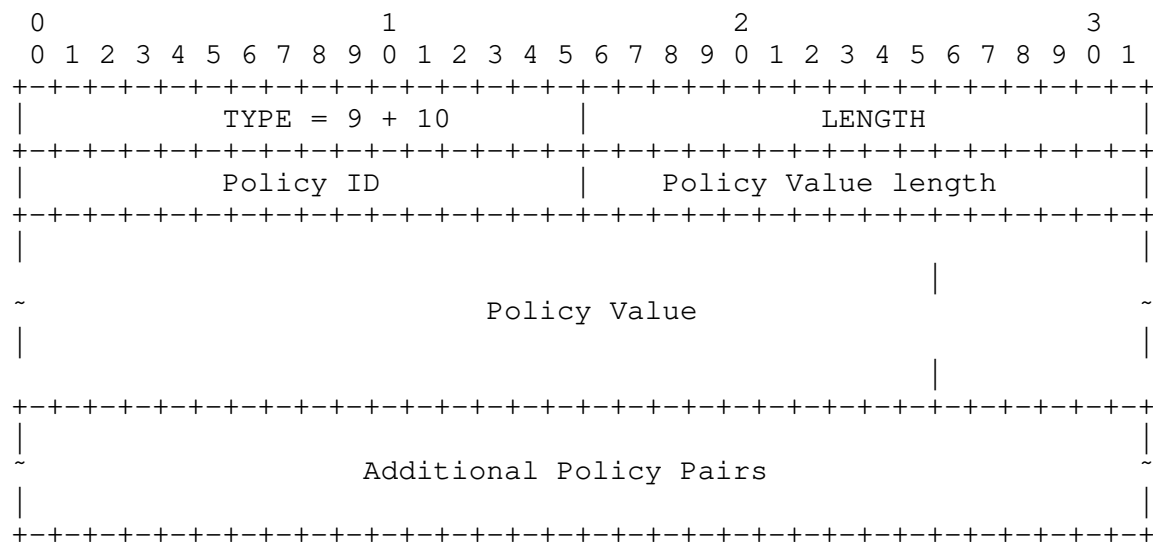 0                   1                   2                   3
0 1 2 3 4 5 6 7 8 9 0 1 2 3 4 5 6 7 8 9 0 1 2 3 4 5 6 7 8 9 0 1
+-+-+-+-+-+-+-+-+-+-+-+-+-+-+-+-+-+-+-+-+-+-+-+-+-+-+-+-+-+-+-+-+
| TYPE = 9 + 10 | LENGTH |
+-+-+-+-+-+-+-+-+-+-+-+-+-+-+-+-+-+-+-+-+-+-+-+-+-+-+-+-+-+-+-+-+
| Policy ID | Policy Value length |
+-+-+-+-+-+-+-+-+-+-+-+-+-+-+-+-+-+-+-+-+-+-+-+-+-+-+-+-+-+-+-+-+
| |
|
~ Policy Value ~
| |
|
+-+-+-+-+-+-+-+-+-+-+-+-+-+-+-+-+-+-+-+-+-+-+-+-+-+-+-+-+-+-+-+-+
| |
~ Additional Policy Pairs ~
| |
+-+-+-+-+-+-+-+-+-+-+-+-+-+-+-+-+-+-+-+-+-+-+-+-+-+-+-+-+-+-+-+-+